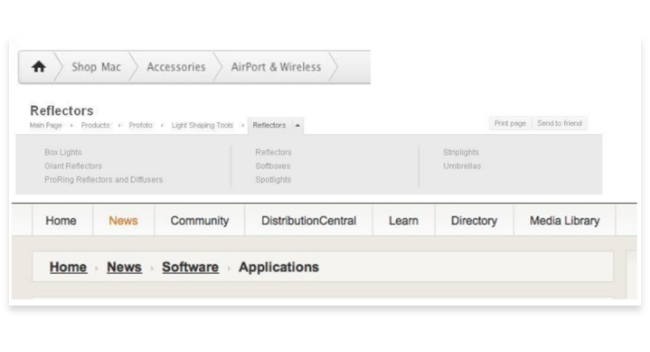 Shop Mac Accessories AirPort & Wireless
Reflectors
Main Page Products Profoto Light Shaping Tools Reflectors Print page Send to friend
Box Lights Reflectors Striplights
Giant Reflectors Softboxes Umbrellas
ProRing Reflectors and Diffusers Spotlights
Home News Community DistributionCentral Learn Directory Media Library
Home › News › Software › Applications